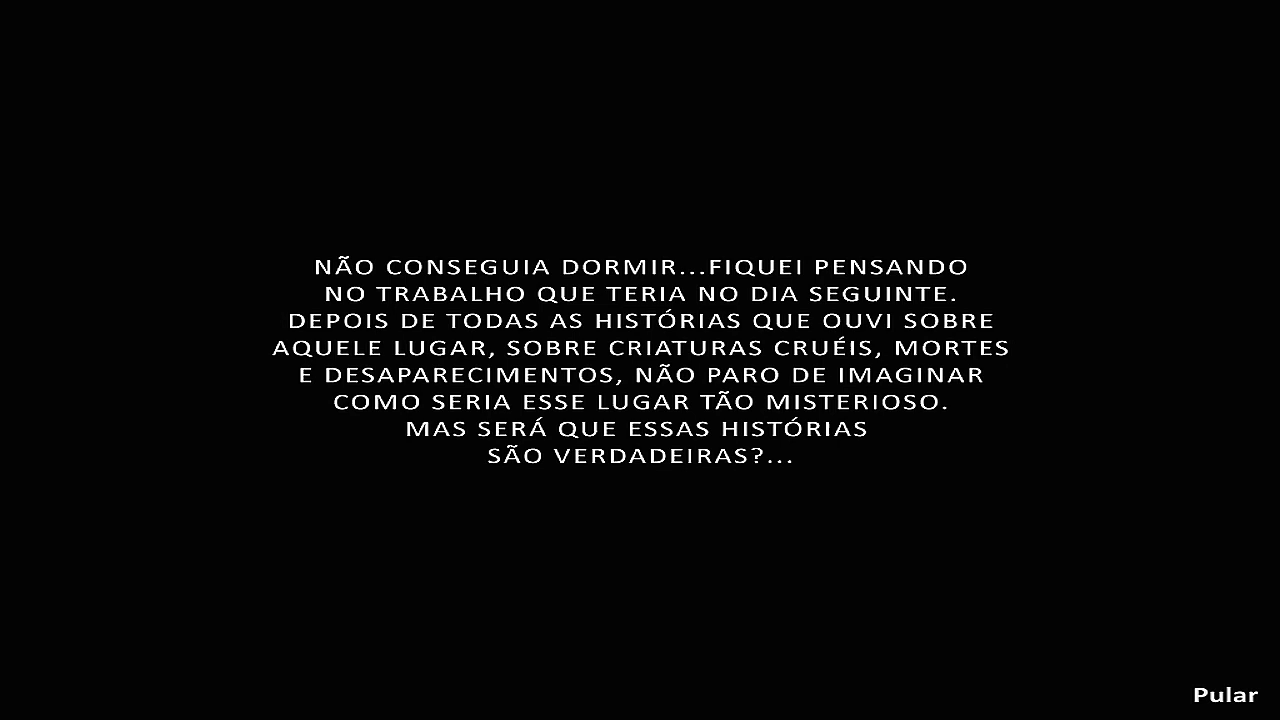 NÃO CONSEGUIA DORMIR...FIQUEI PENSANDO
NO TRABALHO QUE TERIA NO DIA SEGUINTE.
DEPOIS DE TODAS AS HISTÓRIAS QUE OUVI SOBRE
AQUELE LUGAR, SOBRE CRIATURAS CRUÉIS, MORTES
E DESAPARECIMENTOS, NÃO PARO DE IMAGINAR
COMO SERIA ESSE LUGAR TÃO MISTERIOSO.
MAS SERÁ QUE ESSAS HISTÓRIAS
SÃO VERDADEIRAS?...
Pular